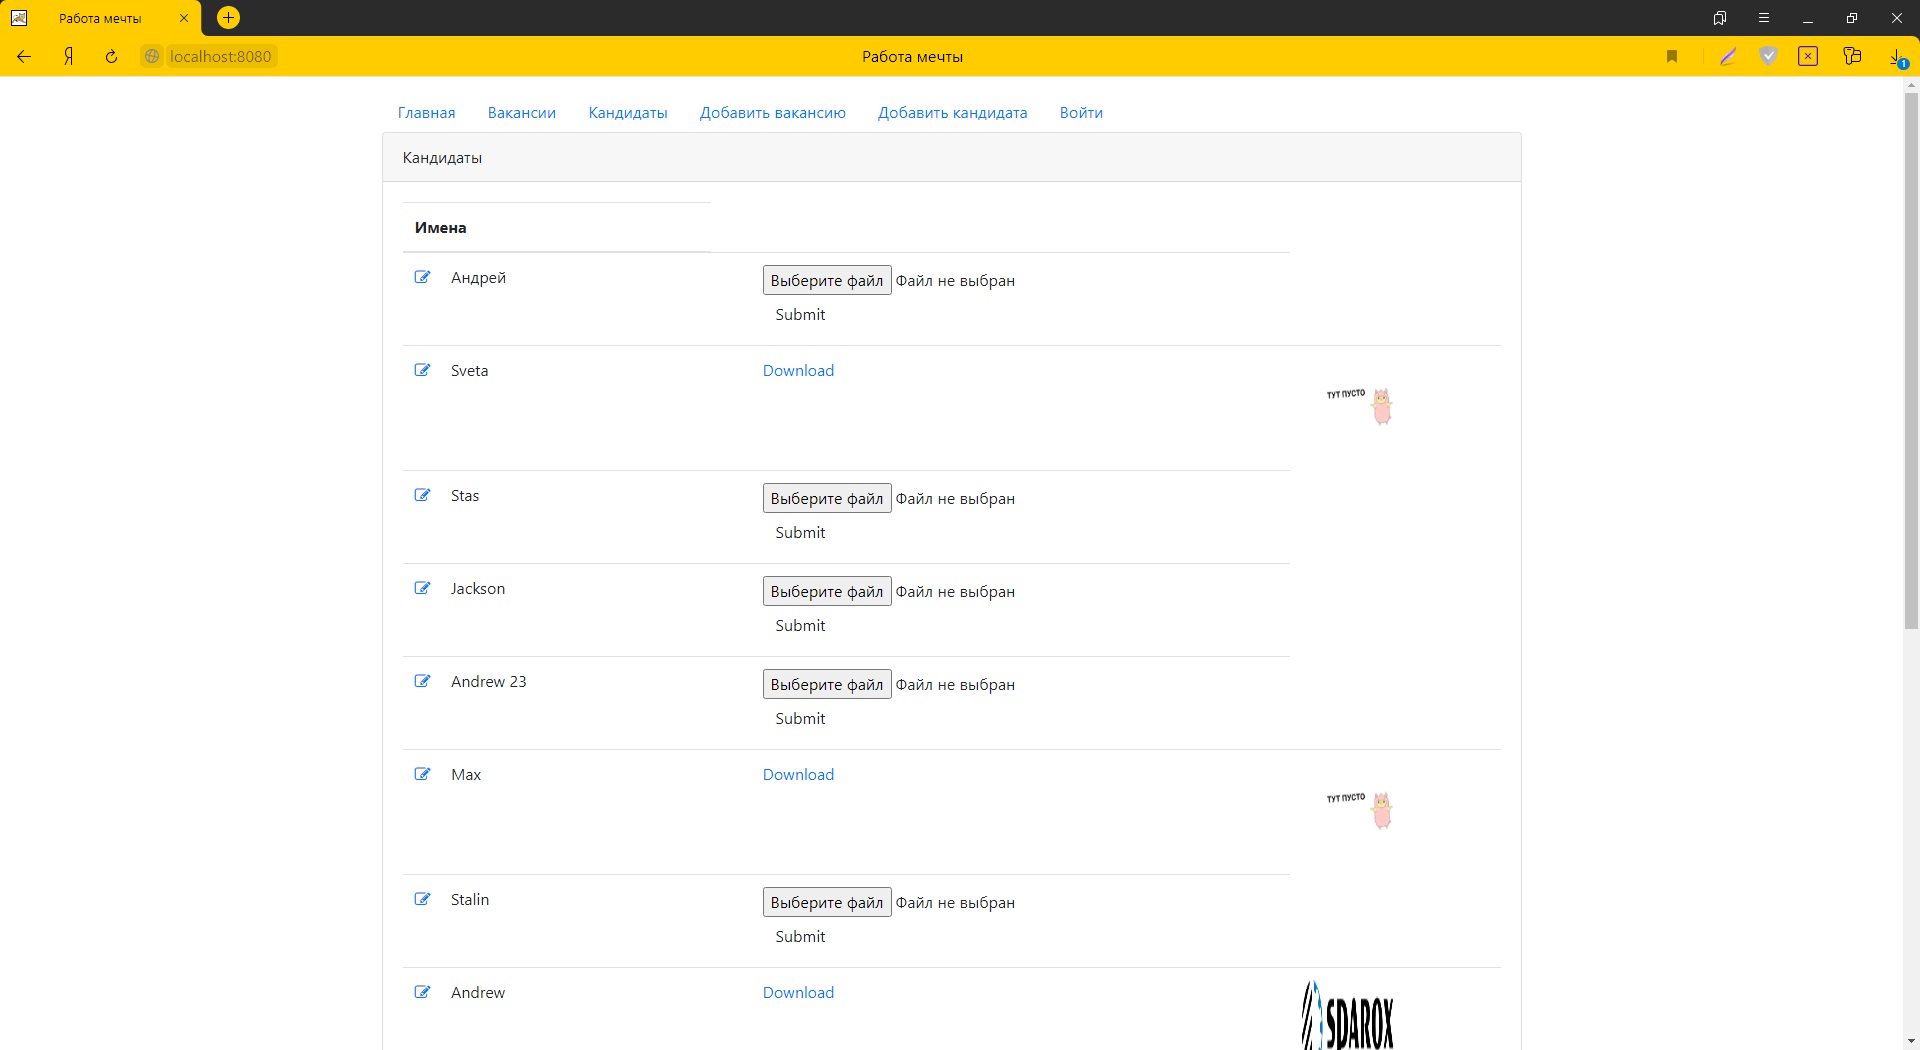 Работа мечты
localhost:8080
Работа мечты
1
Главная Вакансии Кандидаты Добавить вакансию Добавить кандидата Войти
Кандидаты
Имена
Андрей Выберите файл Файл не выбран
Submit
Sveta Download
ТУТ ПУСТО
Stas Выберите файл Файл не выбран
Submit
Jackson Выберите файл Файл не выбран
Submit
Andrew 23 Выберите файл Файл не выбран
Submit
Max Download
ТУТ ПУСТО
Stalin Выберите файл Файл не выбран
Submit
Andrew Download
SDAROX